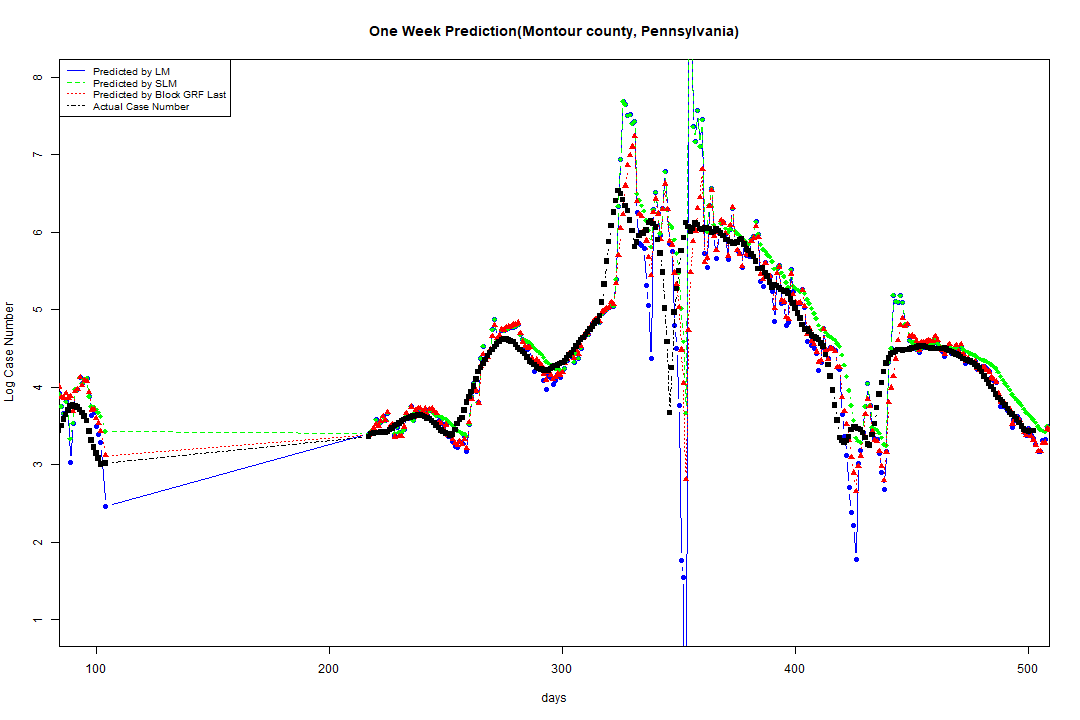 One Week Prediction(Montour county, Pennsylvania)
Predicted by LM
Predicted by SLM
Predicted by Block GRF Last
Actual Case Number
8
7
6
5
4
3
2
1
Log Case Number
100 200 300 400 500
days